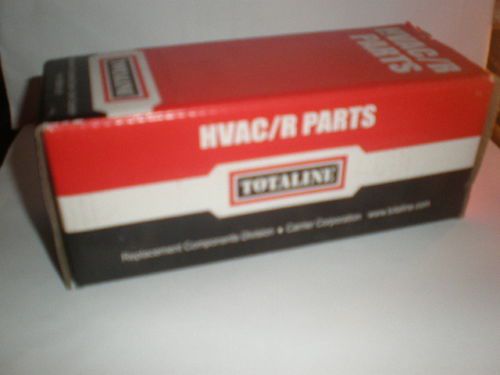 HVAC/R
PARTS
TOTALINE
HVAC/R PARTS
TOTALINE
Replacement Components Division • Carrier Corporation www.totaline.com